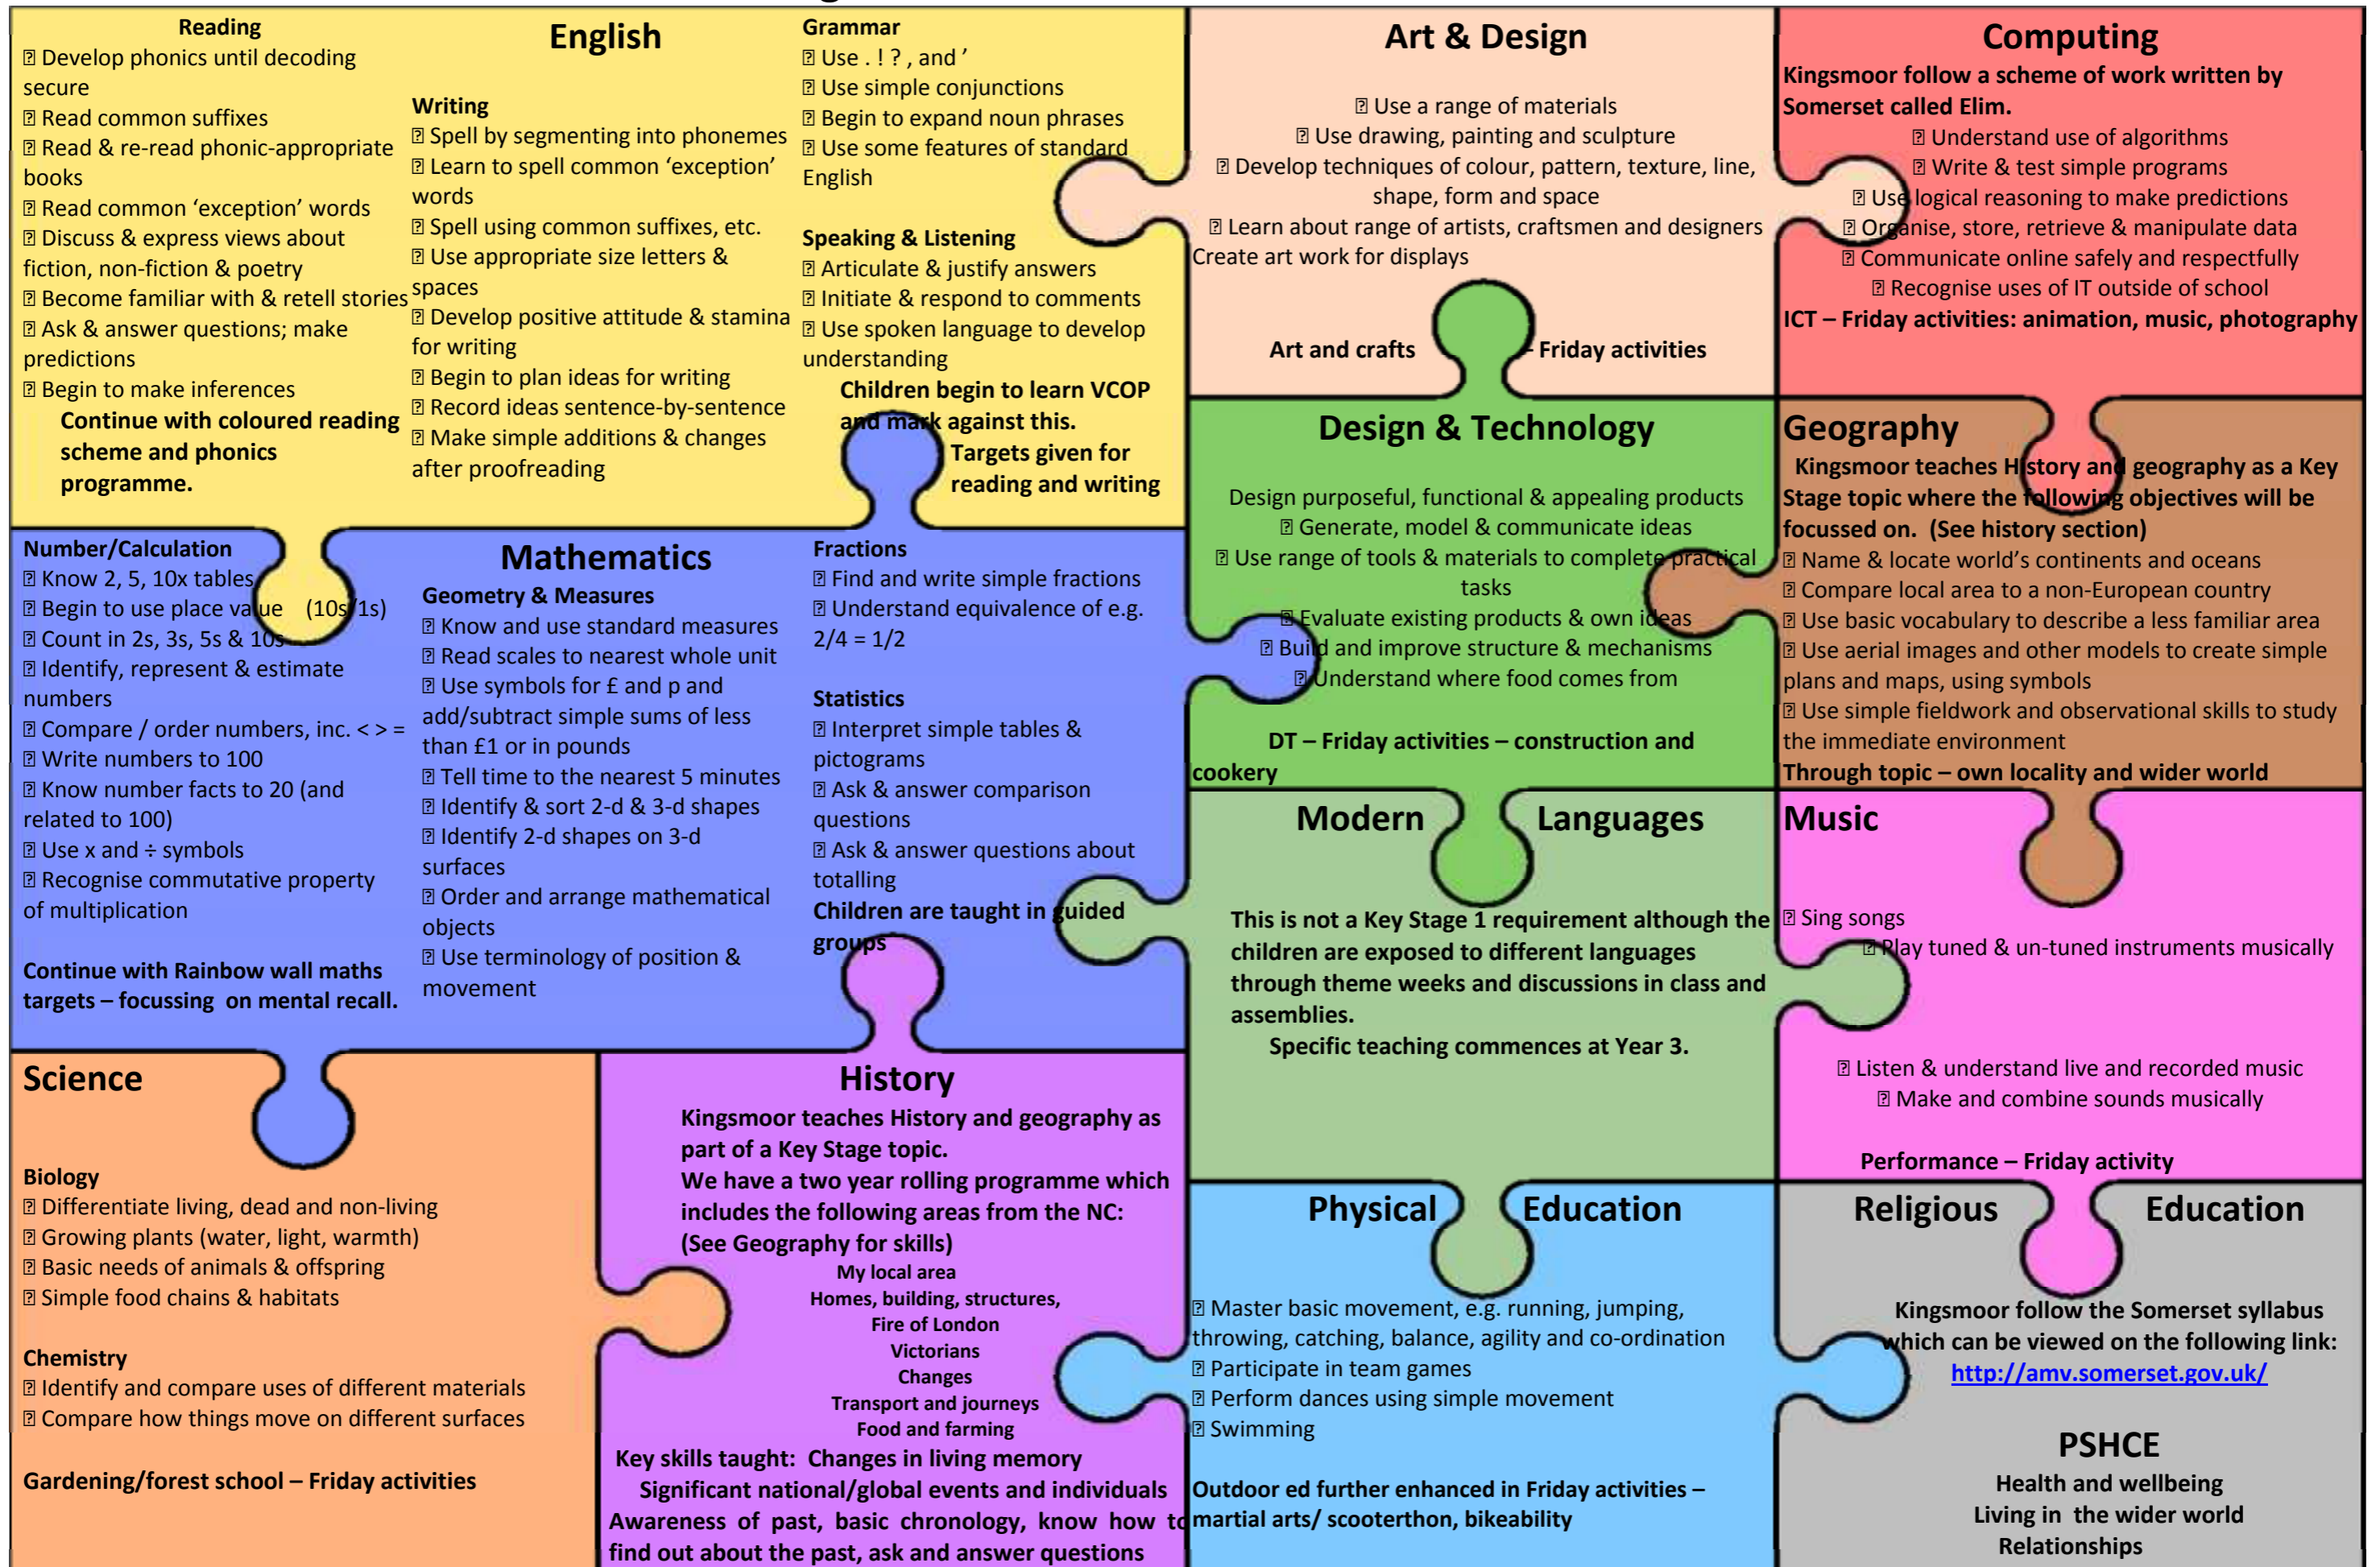 Reading
⍰ Develop phonics until decoding
secure
⍰ Read common suffixes
⍰ Read & re-read phonic-appropriate
books
⍰ Read common ‘exception’ words
⍰ Discuss & express views about
fiction, non-fiction & poetry
⍰ Become familiar with & retell stories
⍰ Ask & answer questions; make
predictions
⍰ Begin to make inferences
Continue with coloured reading
scheme and phonics
programme.
English
Writing
⍰ Spell by segmenting into phonemes
⍰ Learn to spell common ‘exception’
words
⍰ Spell using common suffixes, etc.
⍰ Use appropriate size letters &
spaces
⍰ Develop positive attitude & stamina
for writing
⍰ Begin to plan ideas for writing
⍰ Record ideas sentence-by-sentence
⍰ Make simple additions & changes
after proofreading
Grammar
⍰ Use . ! ? , and ’
⍰ Use simple conjunctions
⍰ Begin to expand noun phrases
⍰ Use some features of standard
English
Speaking & Listening
⍰ Articulate & justify answers
⍰ Initiate & respond to comments
⍰ Use spoken language to develop
understanding
Children begin to learn VCOP
and mark against this.
Targets given for
reading and writing
Art & Design
⍰ Use a range of materials
⍰ Use drawing, painting and sculpture
⍰ Develop techniques of colour, pattern, texture, line,
shape, form and space
⍰ Learn about range of artists, craftsmen and designers
Create art work for displays
Art and crafts – Friday activities
Computing
Kingsmoor follow a scheme of work written by
Somerset called Elim.
⍰ Understand use of algorithms
⍰ Write & test simple programs
⍰ Use logical reasoning to make predictions
⍰ Organise, store, retrieve & manipulate data
⍰ Communicate online safely and respectfully
⍰ Recognise uses of IT outside of school
ICT – Friday activities: animation, music, photography
Design & Technology
Design purposeful, functional & appealing products
⍰ Generate, model & communicate ideas
⍰ Use range of tools & materials to complete practical
tasks
⍰ Evaluate existing products & own ideas
⍰ Build and improve structure & mechanisms
⍰ Understand where food comes from
DT – Friday activities – construction and
cookery
Geography
Kingsmoor teaches History and geography as a Key
Stage topic where the following objectives will be
focussed on. (See history section)
⍰ Name & locate world’s continents and oceans
⍰ Compare local area to a non-European country
⍰ Use basic vocabulary to describe a less familiar area
⍰ Use aerial images and other models to create simple
plans and maps, using symbols
⍰ Use simple fieldwork and observational skills to study
the immediate environment
Through topic – own locality and wider world
Number/Calculation
⍰ Know 2, 5, 10x tables
⍰ Begin to use place value (10s/1s)
⍰ Count in 2s, 3s, 5s & 10s
⍰ Identify, represent & estimate
numbers
⍰ Compare / order numbers, inc. < > =
⍰ Write numbers to 100
⍰ Know number facts to 20 (and
related to 100)
⍰ Use x and ÷ symbols
⍰ Recognise commutative property
of multiplication
Continue with Rainbow wall maths
targets – focussing on mental recall.
Mathematics
Geometry & Measures
⍰ Know and use standard measures
⍰ Read scales to nearest whole unit
⍰ Use symbols for £ and p and
add/subtract simple sums of less
than £1 or in pounds
⍰ Tell time to the nearest 5 minutes
⍰ Identify & sort 2-d & 3-d shapes
⍰ Identify 2-d shapes on 3-d
surfaces
⍰ Order and arrange mathematical
objects
⍰ Use terminology of position &
movement
Fractions
⍰ Find and write simple fractions
⍰ Understand equivalence of e.g.
2/4 = 1/2
Statistics
⍰ Interpret simple tables &
pictograms
⍰ Ask & answer comparison
questions
⍰ Ask & answer questions about
totalling
Children are taught in guided
groups
Modern Languages
This is not a Key Stage 1 requirement although the
children are exposed to different languages
through theme weeks and discussions in class and
assemblies.
Specific teaching commences at Year 3.
Music
⍰ Sing songs
⍰ Play tuned & un-tuned instruments musically
⍰ Listen & understand live and recorded music
⍰ Make and combine sounds musically
Performance – Friday activity
Science
Biology
⍰ Differentiate living, dead and non-living
⍰ Growing plants (water, light, warmth)
⍰ Basic needs of animals & offspring
⍰ Simple food chains & habitats
Chemistry
⍰ Identify and compare uses of different materials
⍰ Compare how things move on different surfaces
Gardening/forest school – Friday activities
History
Kingsmoor teaches History and geography as
part of a Key Stage topic.
We have a two year rolling programme which
includes the following areas from the NC:
(See Geography for skills)
My local area
Homes, building, structures,
Fire of London
Victorians
Changes
Transport and journeys
Food and farming
Key skills taught: Changes in living memory
Significant national/global events and individuals
Awareness of past, basic chronology, know how to
find out about the past, ask and answer questions
Physical Education
⍰ Master basic movement, e.g. running, jumping,
throwing, catching, balance, agility and co-ordination
⍰ Participate in team games
⍰ Perform dances using simple movement
⍰ Swimming
Outdoor ed further enhanced in Friday activities –
martial arts/ scooterthon, bikeability
Religious Education
Kingsmoor follow the Somerset syllabus
which can be viewed on the following link:
http://amv.somerset.gov.uk/
PSHCE
Health and wellbeing
Living in the wider world
Relationships